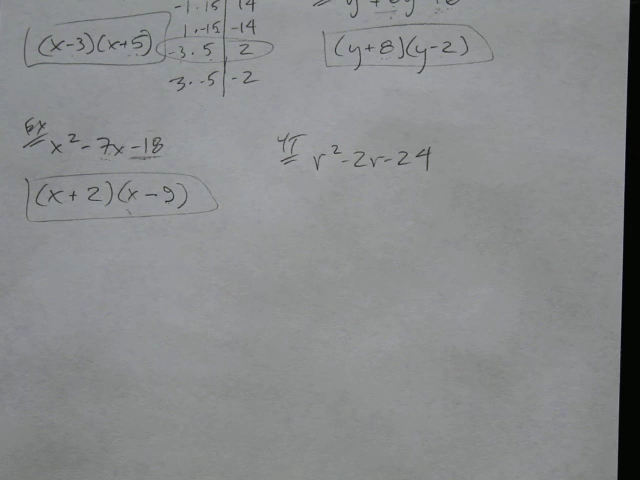 -1·15 | 14
1·-15 | -14
(x-3)(x+5) -3·5 | 2
3·-5 | -2
(y+8)(y-2)
Ex x² - 7x - 18
(x+2)(x-9)
YT r² - 2r - 24